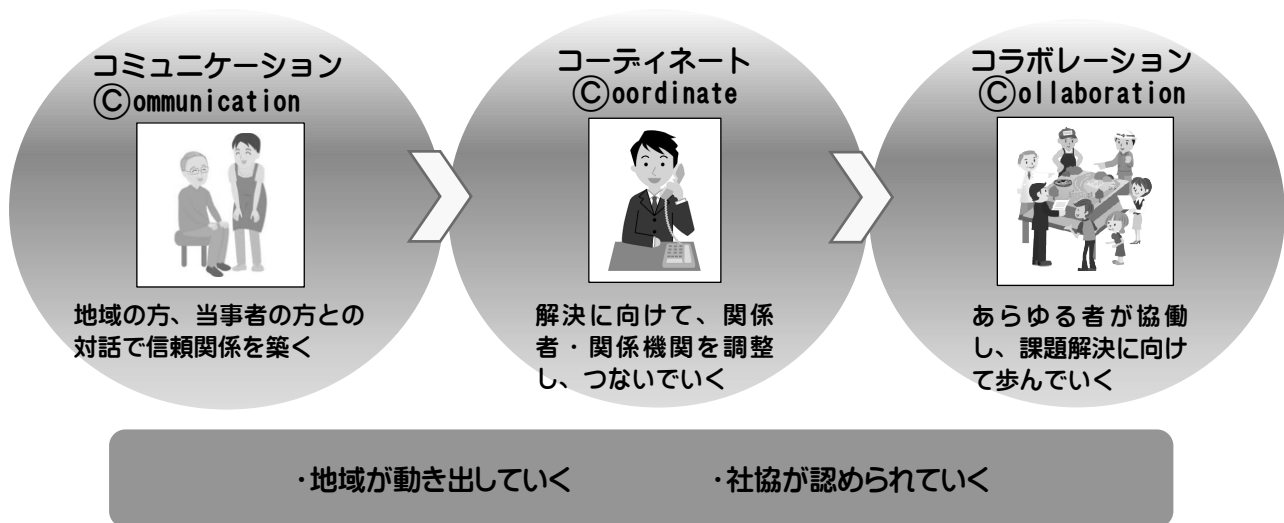 コミュニケーション
Ⓒommunication
地域の方、当事者の方との
対話で信頼関係を築く
コーディネート
Ⓒoordinate
解決に向けて、関係
者・関係機関を調整
し、つないでいく
コラボレーション
Ⓒollaboration
あらゆる者が協働
し、課題解決に向け
て歩んでいく
・地域が動き出していく ・社協が認められていく